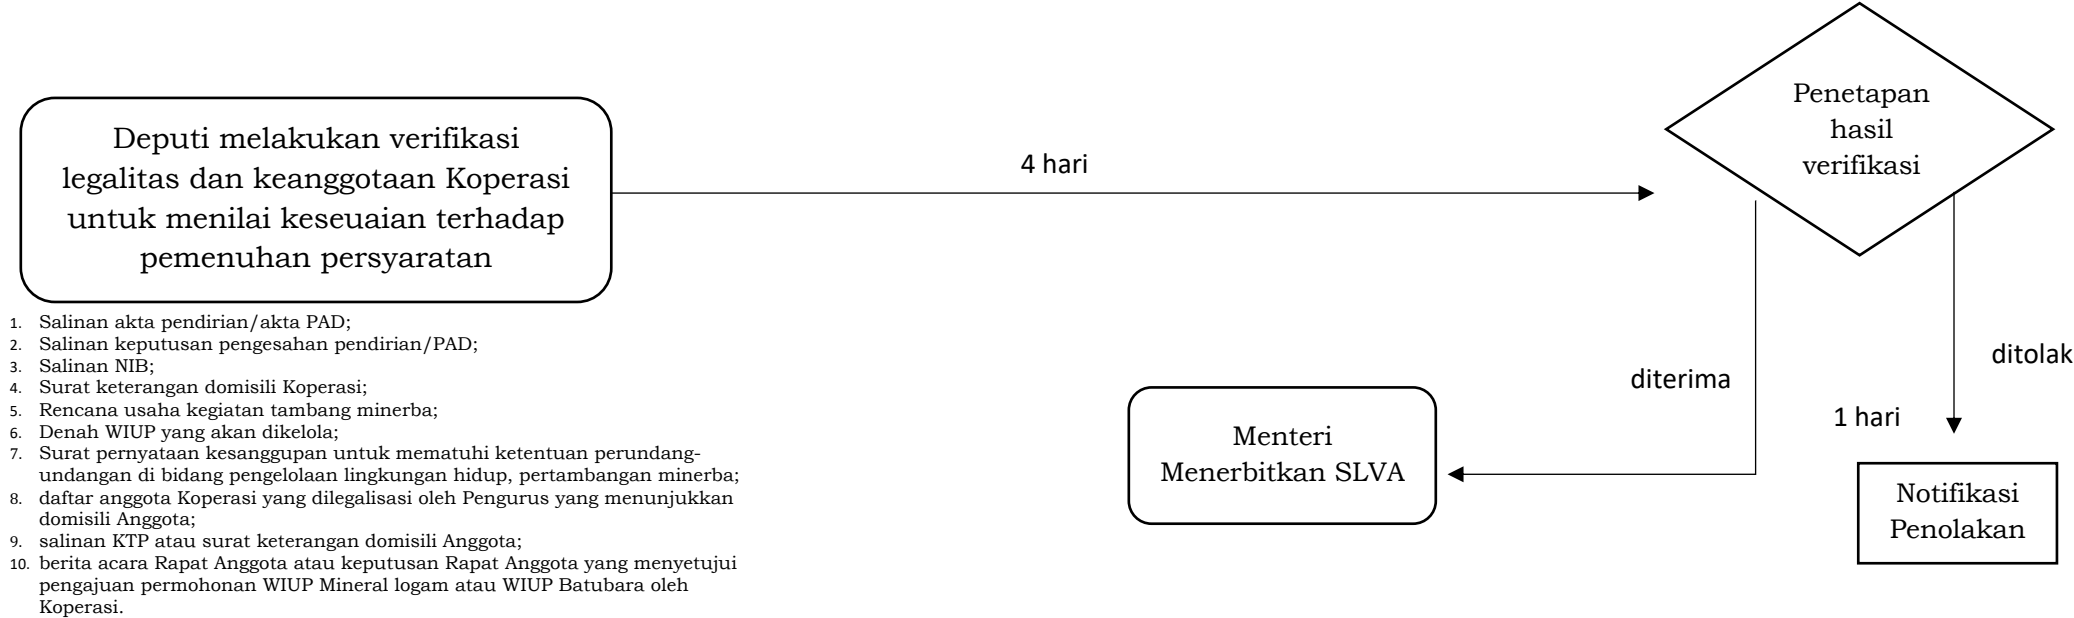 Deputi melakukan verifikasi
legalitas dan keanggotaan Koperasi
untuk menilai keseuaian terhadap
pemenuhan persyaratan
4 hari
Penetapan
hasil
verifikasi
1. Salinan akta pendirian/akta PAD;
2. Salinan keputusan pengesahan pendirian/PAD;
3. Salinan NIB;
4. Surat keterangan domisili Koperasi;
5. Rencana usaha kegiatan tambang minerba;
6. Denah WIUP yang akan dikelola;
7. Surat pernyataan kesanggupan untuk mematuhi ketentuan perundang-
undangan di bidang pengelolaan lingkungan hidup, pertambangan minerba;
8. daftar anggota Koperasi yang dilegalisasi oleh Pengurus yang menunjukkan
domisili Anggota;
9. salinan KTP atau surat keterangan domisili Anggota;
10. berita acara Rapat Anggota atau keputusan Rapat Anggota yang menyetujui
pengajuan permohonan WIUP Mineral logam atau WIUP Batubara oleh
Koperasi.
diterima
Menteri
Menerbitkan SLVA
ditolak
1 hari
Notifikasi
Penolakan